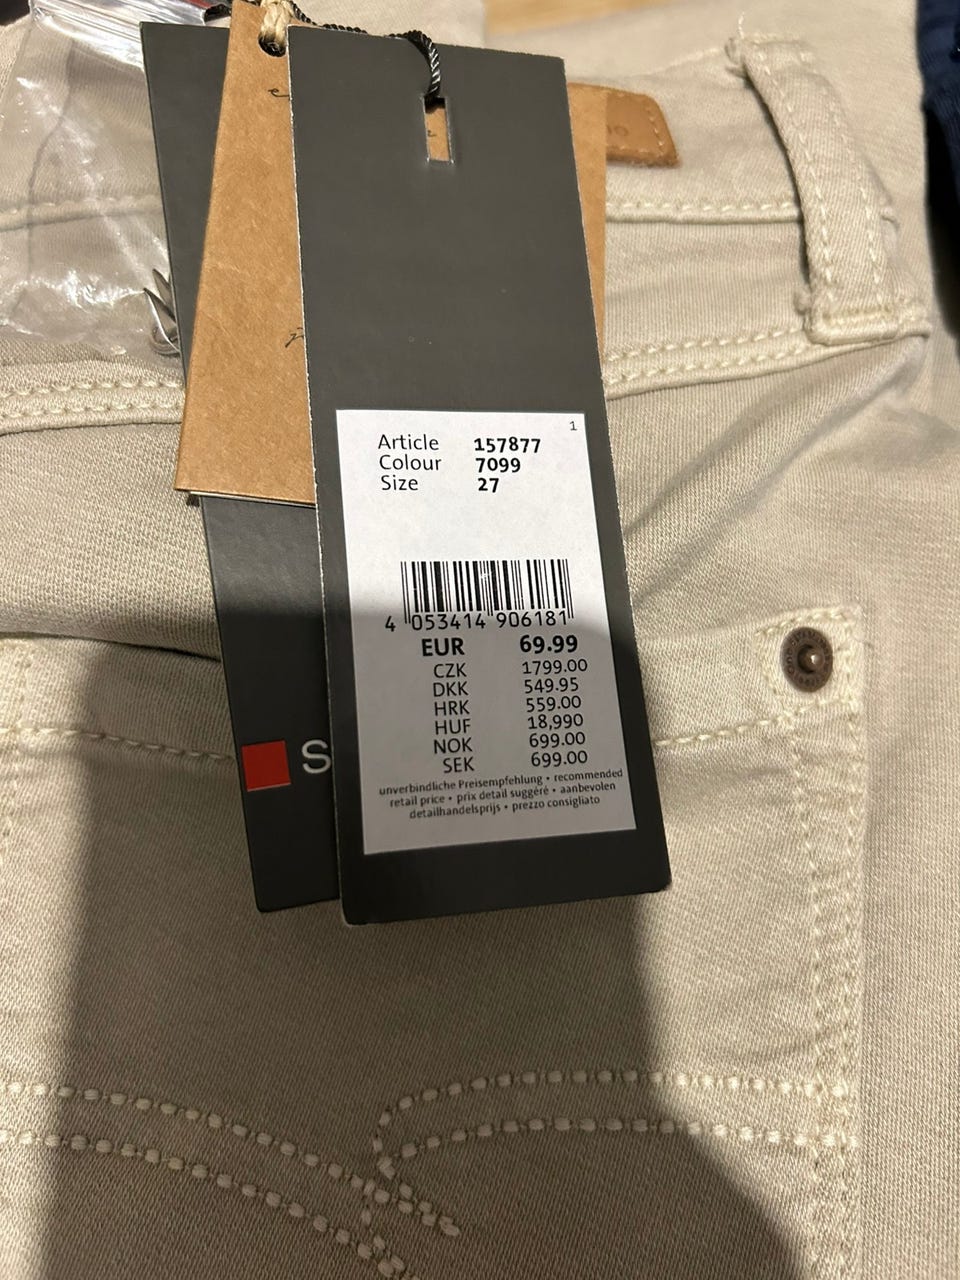 1
Article 157877
Colour 7099
Size 27
4 053414 906181
EUR 69.99
CZK 1799.00
DKK 549.95
HRK 559.00
HUF 18,990
NOK 699.00
SEK 699.00
unverbindliche Preisempfehlung • recommended
retail price • prix detail suggéré • aanbevolen
detailhandelsprijs • prezzo consigliato
S